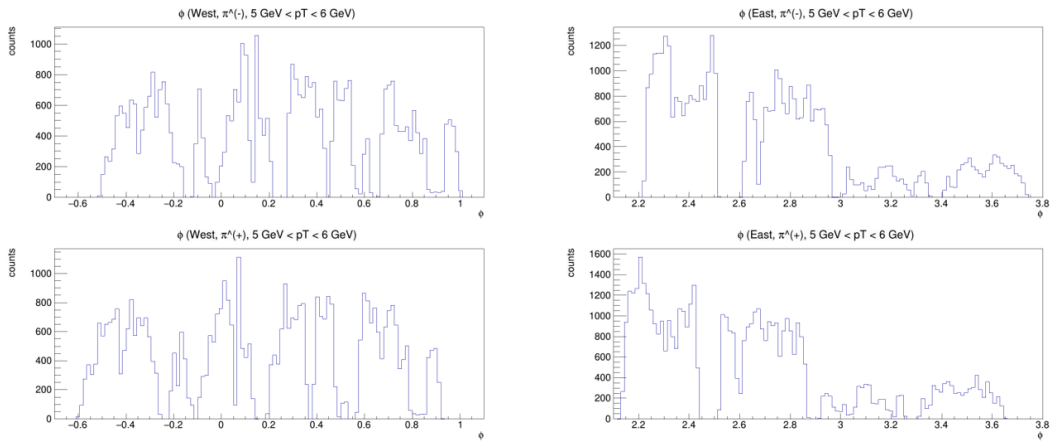 ϕ (West, π^(-), 5 GeV < pT < 6 GeV)
counts
1000
800
600
400
200
0
−0.6 −0.4 −0.2 0 0.2 0.4 0.6 0.8 1
ϕ
ϕ (East, π^(-), 5 GeV < pT < 6 GeV)
counts
1200
1000
800
600
400
200
0
2.2 2.4 2.6 2.8 3 3.2 3.4 3.6 3.8
ϕ
ϕ (West, π^(+), 5 GeV < pT < 6 GeV)
counts
1000
800
600
400
200
0
−0.6 −0.4 −0.2 0 0.2 0.4 0.6 0.8 1
ϕ
ϕ (East, π^(+), 5 GeV < pT < 6 GeV)
counts
1600
1400
1200
1000
800
600
400
200
0
2.2 2.4 2.6 2.8 3 3.2 3.4 3.6 3.8
ϕ